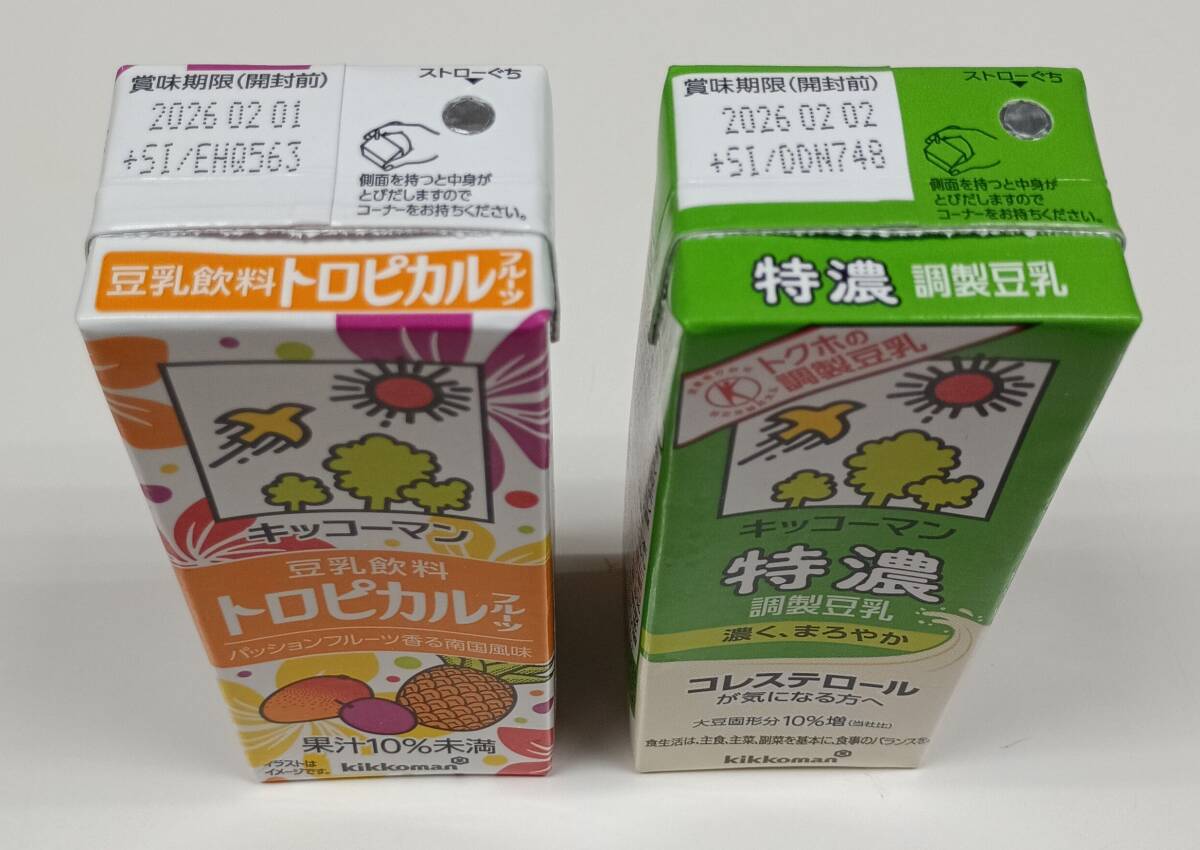 賞味期限(開封前)
2026 02 01
+SI/EHQ563
ストローぐち
側面を持つと中身が
とびだしますので
コーナーをお持ちください。
豆乳飲料 トロピカルフルーツ
キッコーマン
豆乳飲料
トロピカルフルーツ
パッションフルーツ香る南国風味
果汁10%未満
イラストは
イメージです。
kikkoman®
賞味期限(開封前)
2026 02 02
+SI/DDN748
ストローぐち
側面を持つと中身が
とびだしますので
コーナーをお持ちください。
特濃 調製豆乳
トクホの
調製豆乳
キッコーマン
特濃
調製豆乳
濃く、まろやか
コレステロール
が気になる方へ
大豆固形分10%増(当社比)
食生活は、主食、主菜、副菜を基本に、食事のバランスを
kikkoman®